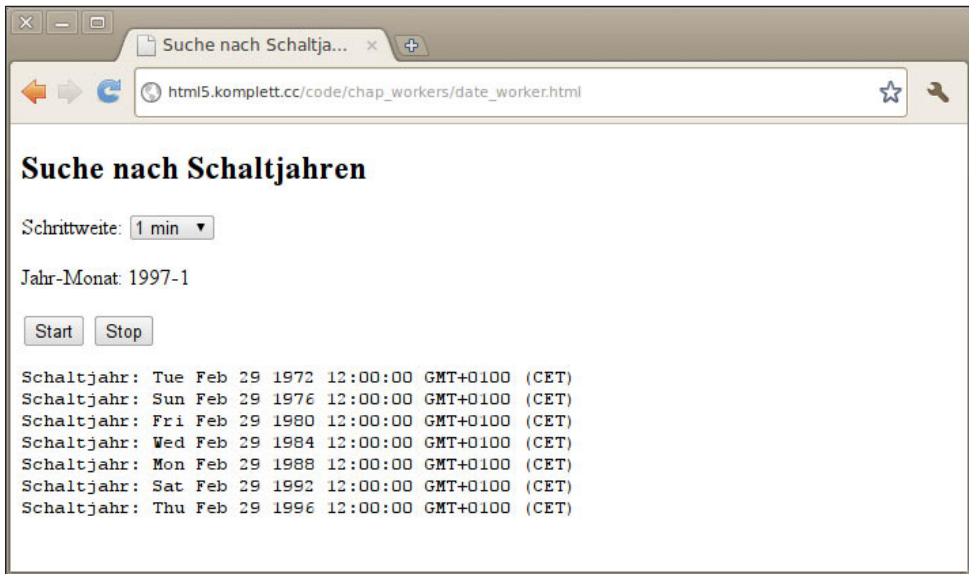 Suche nach Schaltja...
html5.komplett.cc/code/chap_workers/date_worker.html
Suche nach Schaltjahren
Schrittweite: 1 min
Jahr-Monat: 1997-1
Start Stop
Schaltjahr: Tue Feb 29 1972 12:00:00 GMT+0100 (CET)
Schaltjahr: Sun Feb 29 1976 12:00:00 GMT+0100 (CET)
Schaltjahr: Fri Feb 29 1980 12:00:00 GMT+0100 (CET)
Schaltjahr: Wed Feb 29 1984 12:00:00 GMT+0100 (CET)
Schaltjahr: Mon Feb 29 1988 12:00:00 GMT+0100 (CET)
Schaltjahr: Sat Feb 29 1992 12:00:00 GMT+0100 (CET)
Schaltjahr: Thu Feb 29 1996 12:00:00 GMT+0100 (CET)